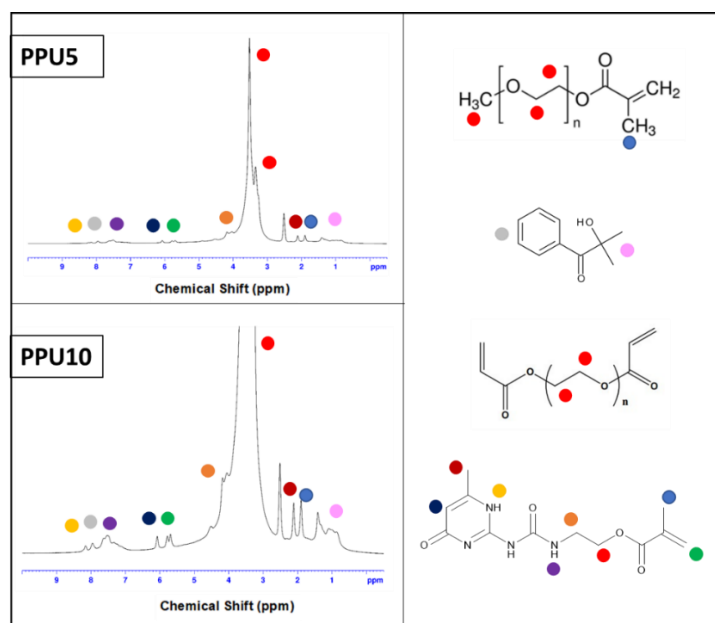 PPU5
9 8 7 6 5 4 3 2 1 ppm
Chemical Shift (ppm)
PPU10
9 8 7 6 5 4 3 2 1 ppm
Chemical Shift (ppm)
O
H₃C O O CH₂
n
CH₃
HO
O
O
O O
O n
NH O
O
O N N NH
H O